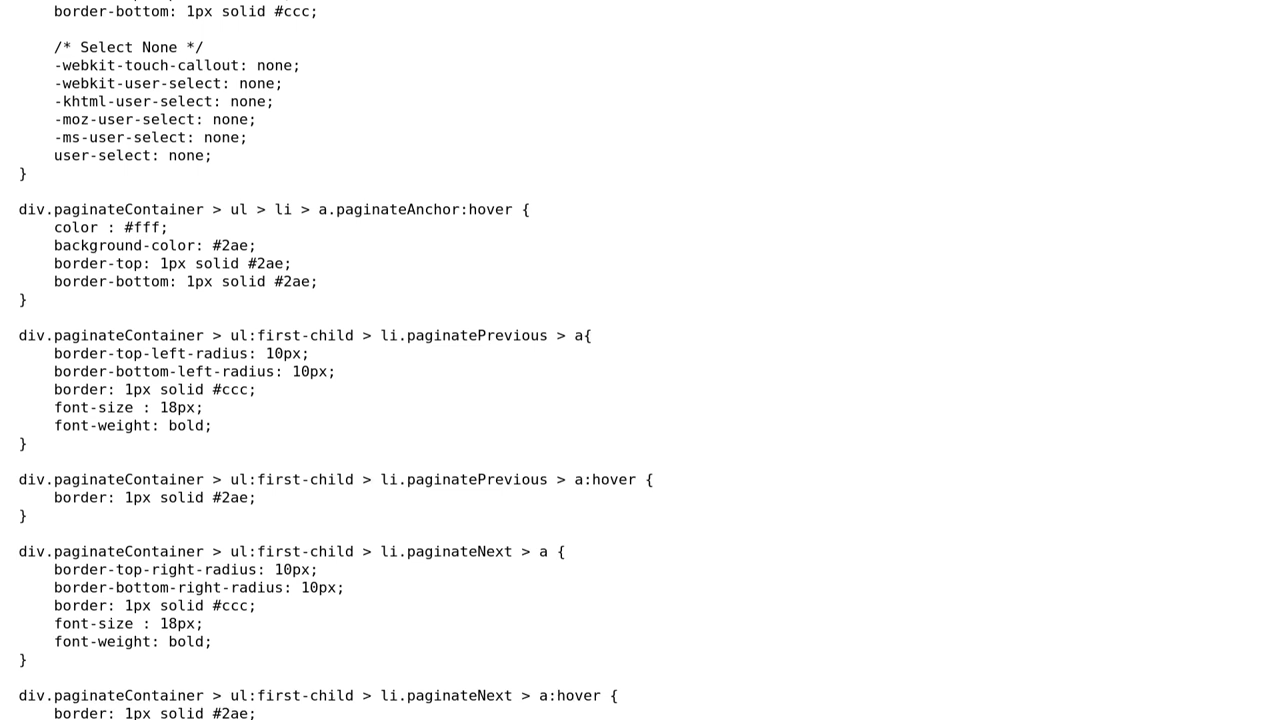 border-bottom: 1px solid #ccc;

    /* Select None */
    -webkit-touch-callout: none;
    -webkit-user-select: none;
    -khtml-user-select: none;
    -moz-user-select: none;
    -ms-user-select: none;
    user-select: none;
}

div.paginateContainer > ul > li > a.paginateAnchor:hover {
    color : #fff;
    background-color: #2ae;
    border-top: 1px solid #2ae;
    border-bottom: 1px solid #2ae;
}

div.paginateContainer > ul:first-child > li.paginatePrevious > a{
    border-top-left-radius: 10px;
    border-bottom-left-radius: 10px;
    border: 1px solid #ccc;
    font-size : 18px;
    font-weight: bold;
}

div.paginateContainer > ul:first-child > li.paginatePrevious > a:hover {
    border: 1px solid #2ae;
}

div.paginateContainer > ul:first-child > li.paginateNext > a {
    border-top-right-radius: 10px;
    border-bottom-right-radius: 10px;
    border: 1px solid #ccc;
    font-size : 18px;
    font-weight: bold;
}

div.paginateContainer > ul:first-child > li.paginateNext > a:hover {
    border: 1px solid #2ae;